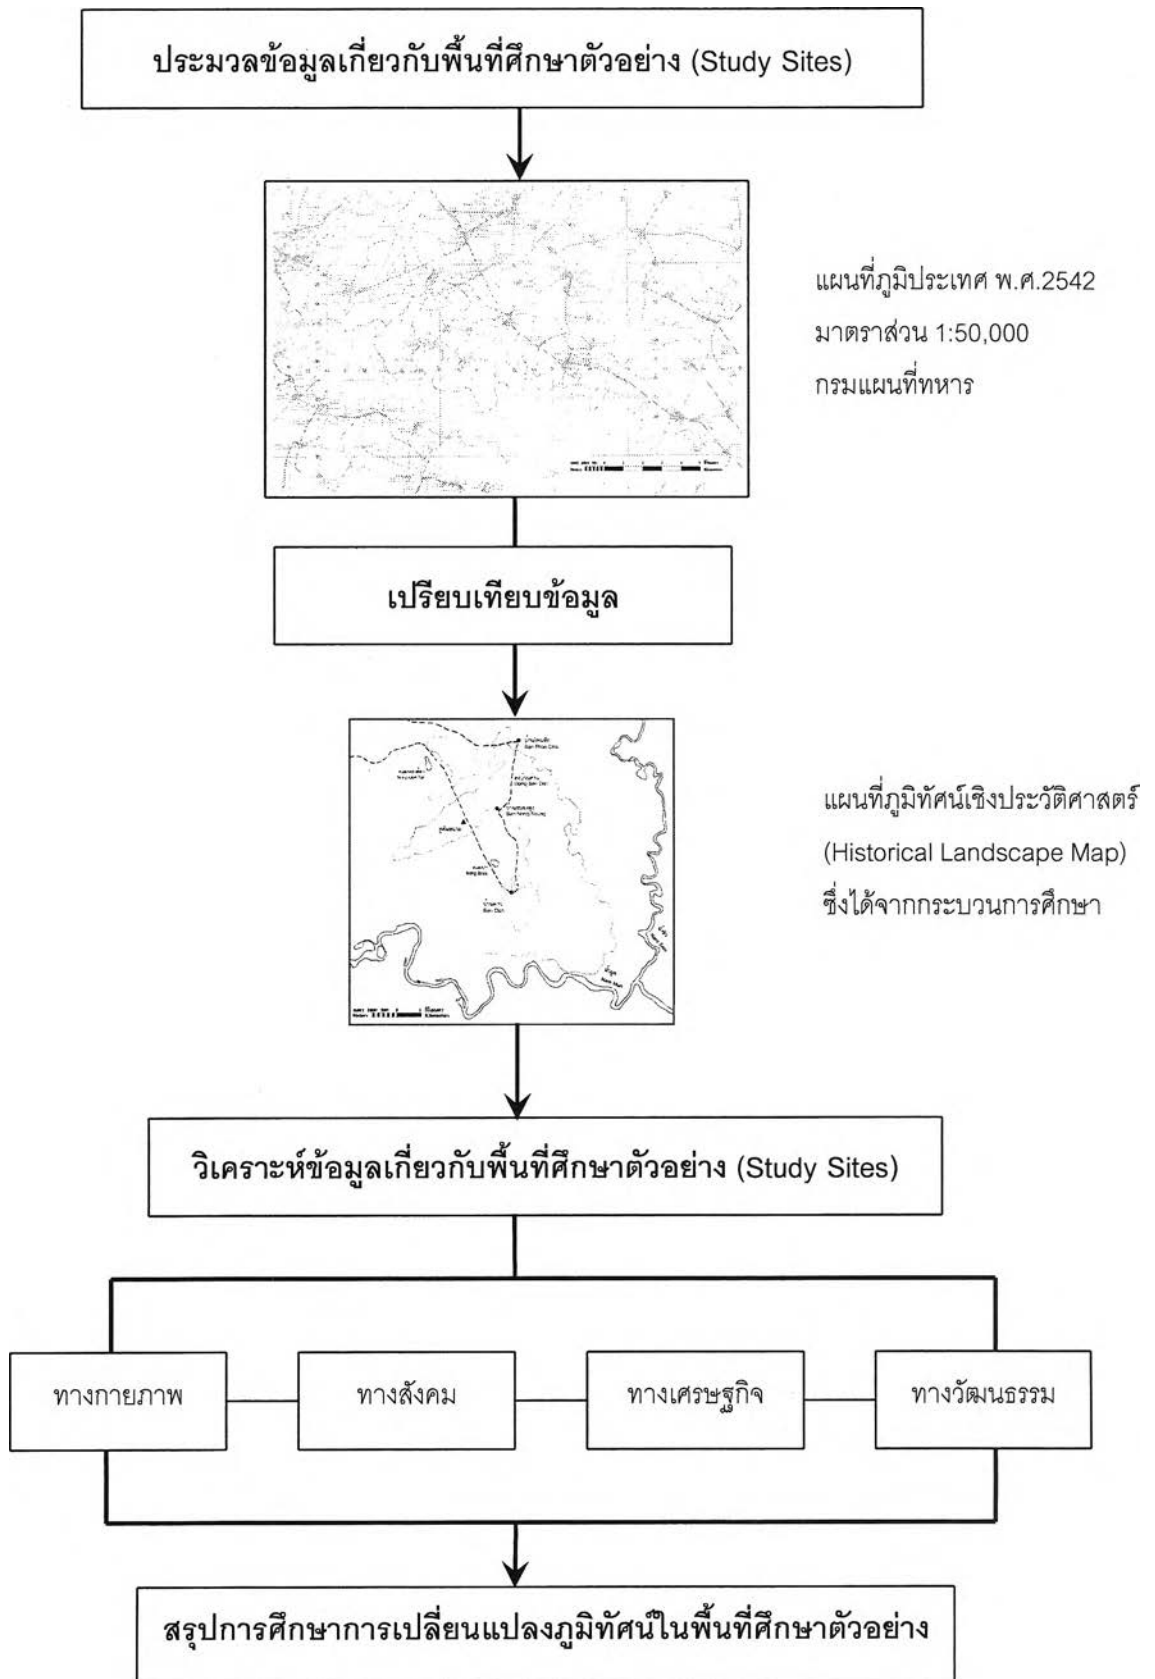 ประมวลข้อมูลเกี่ยวกับพื้นที่ศึกษาตัวอย่าง (Study Sites)
แผนที่ภูมิประเทศ พ.ศ.2542
มาตราส่วน 1:50,000
กรมแผนที่ทหาร
เปรียบเทียบข้อมูล
แผนที่ภูมิทัศน์เชิงประวัติศาสตร์
(Historical Landscape Map)
ซึ่งได้จากกระบวนการศึกษา
วิเคราะห์ข้อมูลเกี่ยวกับพื้นที่ศึกษาตัวอย่าง (Study Sites)
ทางกายภาพ
ทางสังคม
ทางเศรษฐกิจ
ทางวัฒนธรรม
สรุปการศึกษาการเปลี่ยนแปลงภูมิทัศน์ในพื้นที่ศึกษาตัวอย่าง